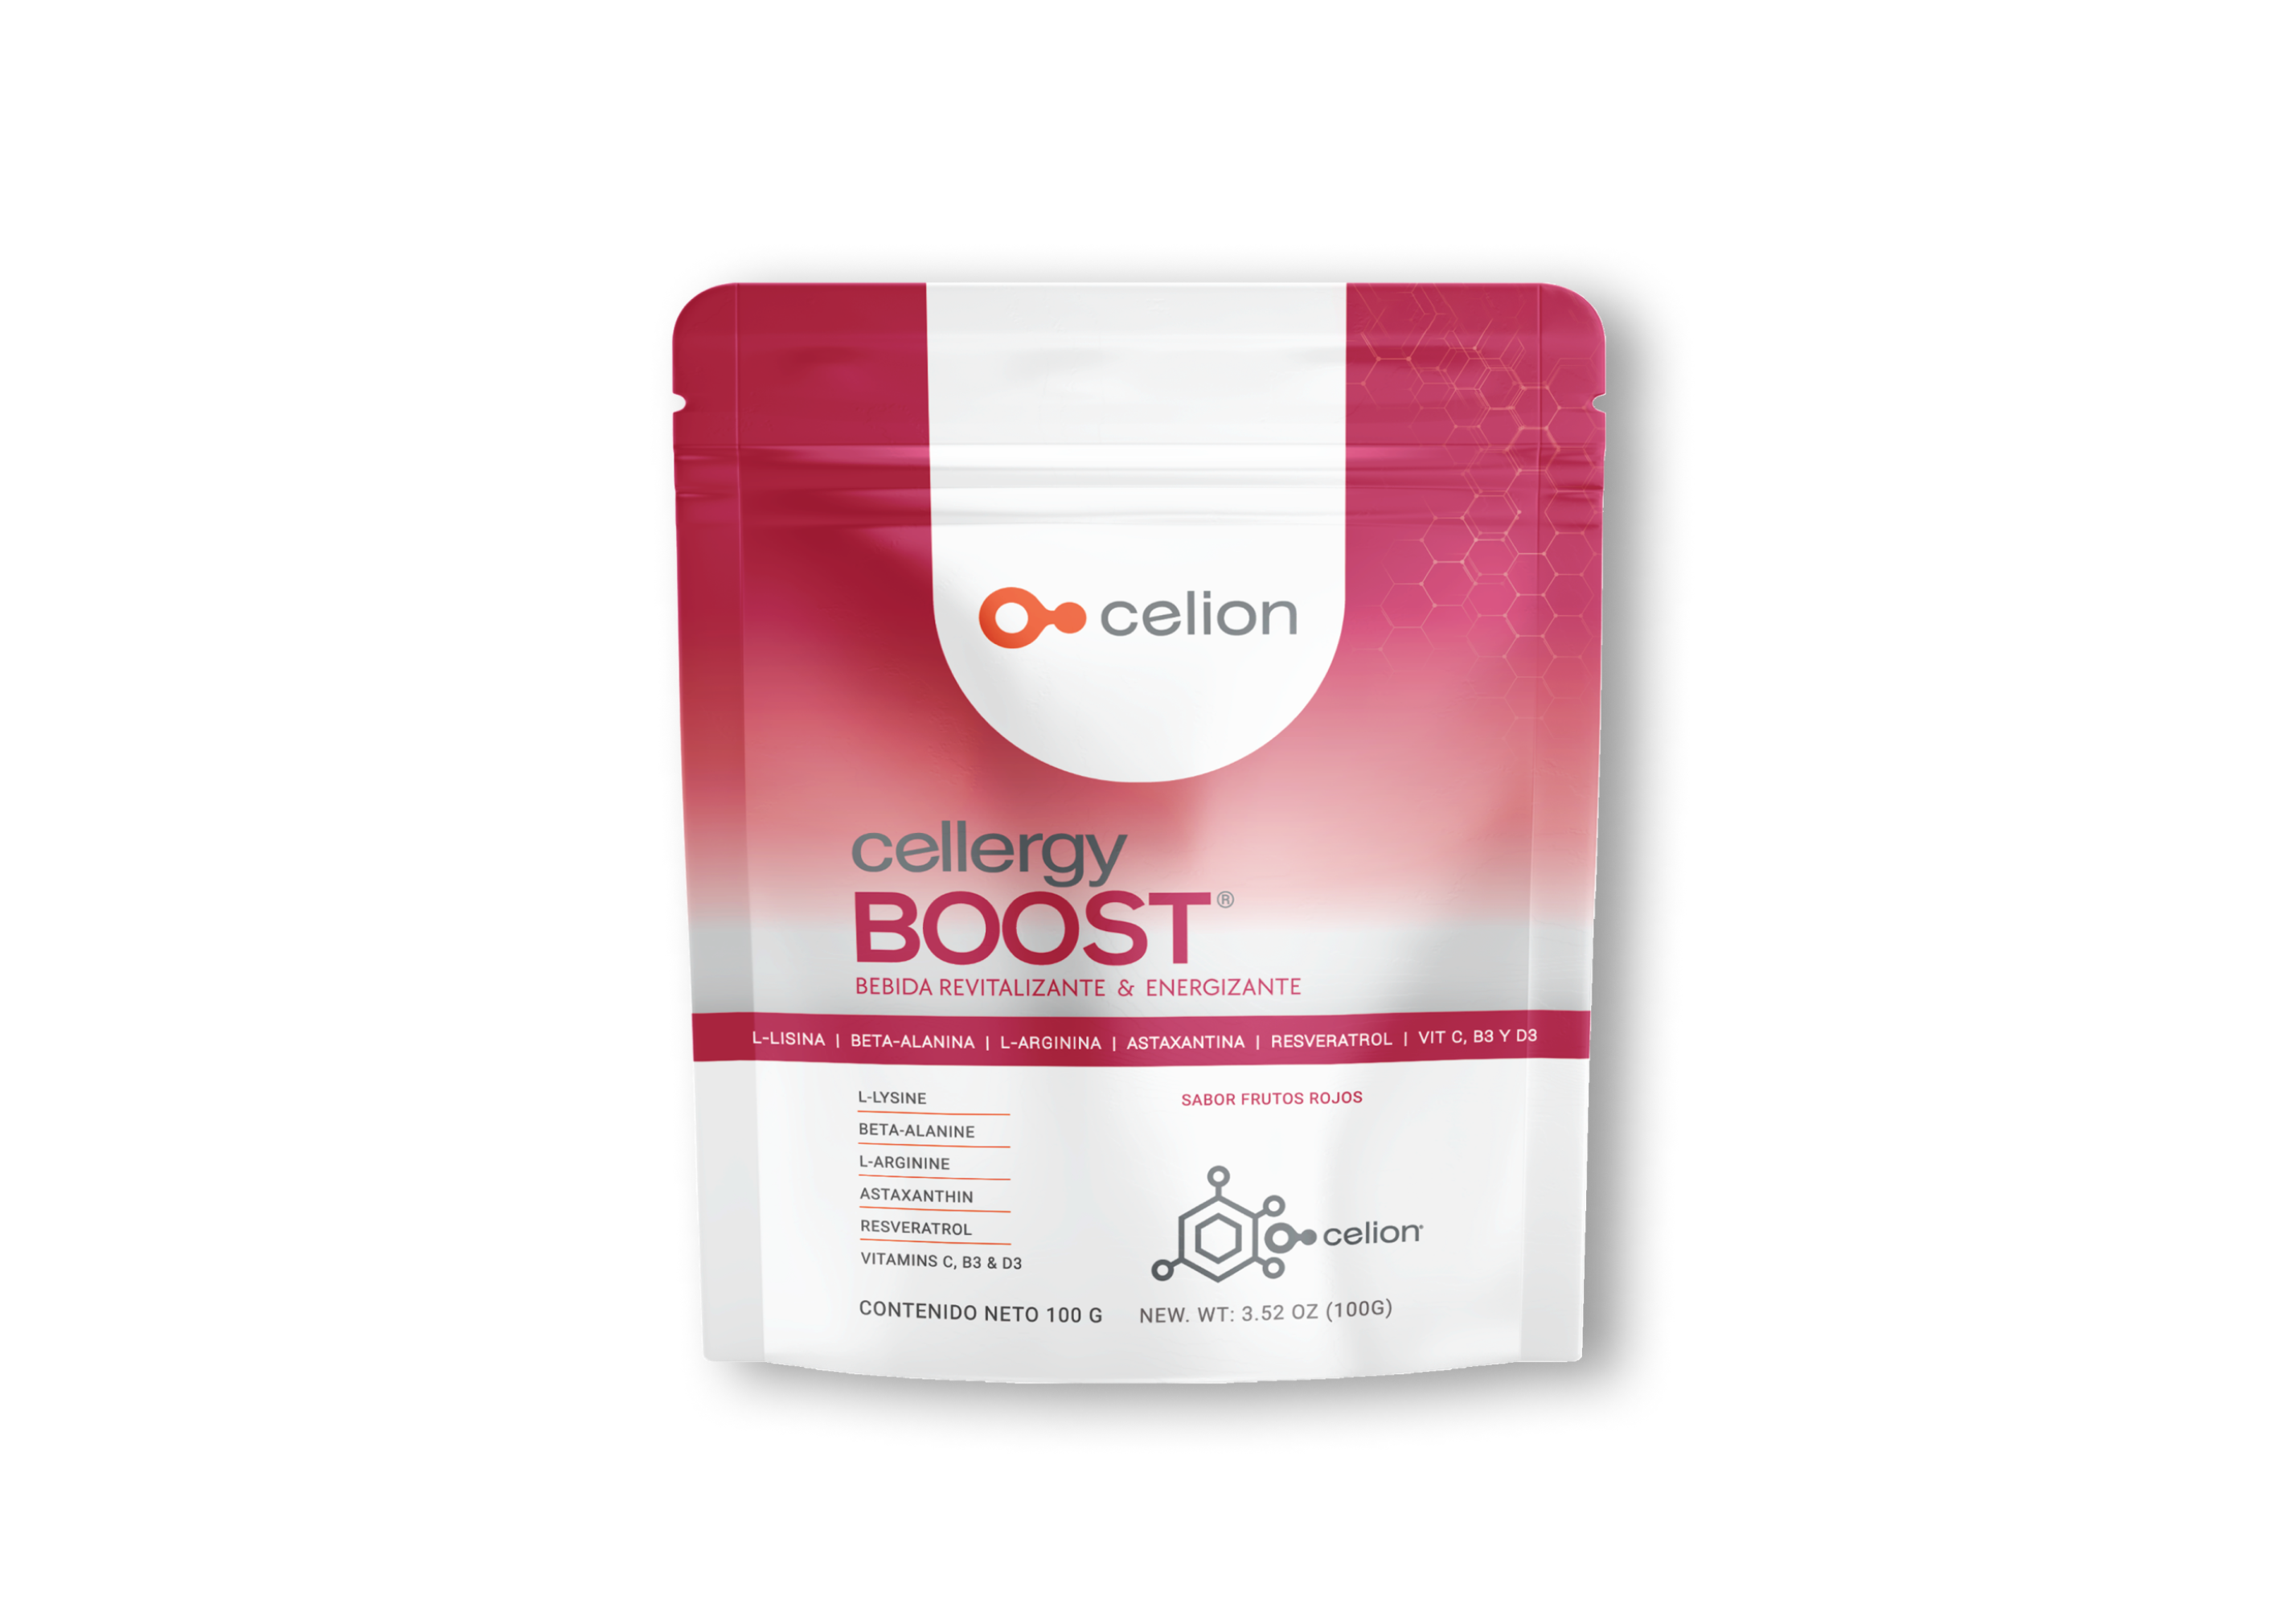 celion
cellergy
BOOST®
BEBIDA REVITALIZANTE & ENERGIZANTE
L-LISINA | BETA-ALANINA | L-ARGININA | ASTAXANTINA | RESVERATROL | VIT C, B3 Y D3
L-LYSINE
BETA-ALANINE
L-ARGININE
ASTAXANTHIN
RESVERATROL
VITAMINS C, B3 & D3
SABOR FRUTOS ROJOS
celion®
CONTENIDO NETO 100 G
NEW. WT: 3.52 OZ (100G)